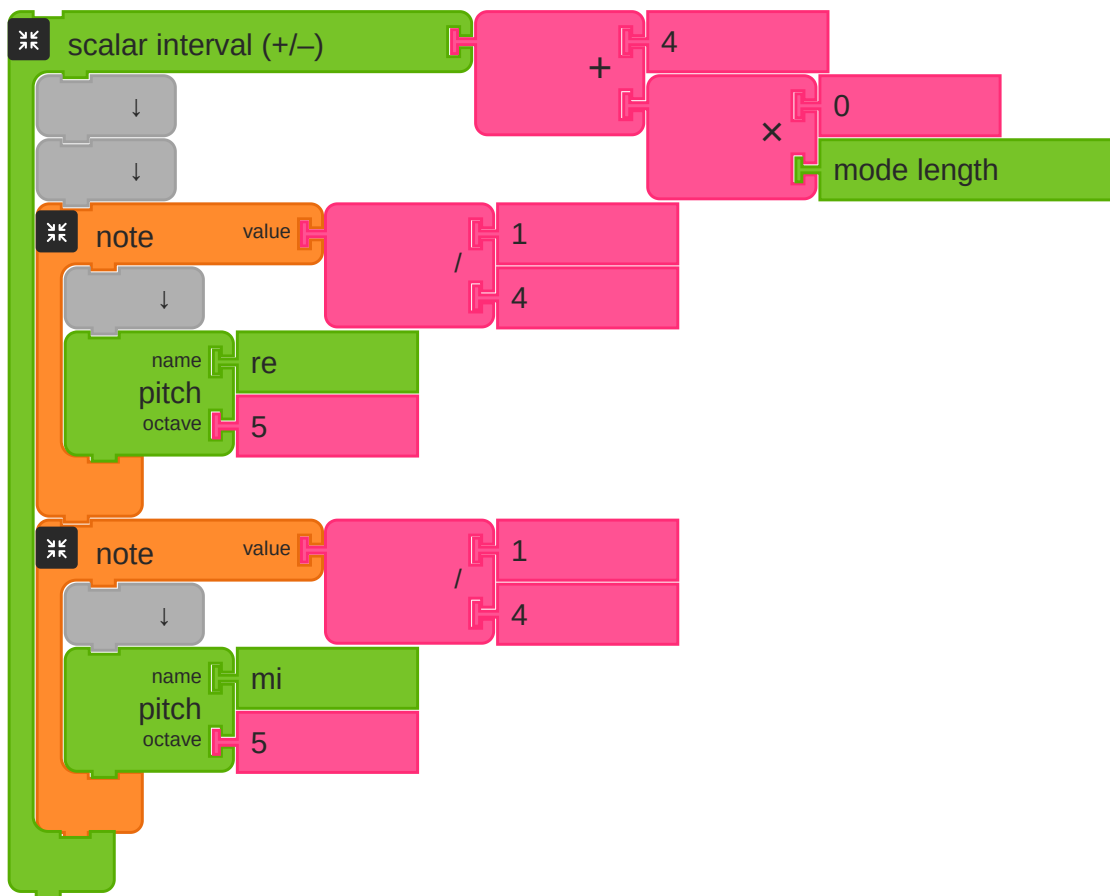 scalar interval (+/–)
+
4
×
0
mode length
↓
↓
note value
/
1
4
↓
name re
pitch
octave 5
note value
/
1
4
↓
name mi
pitch
octave 5